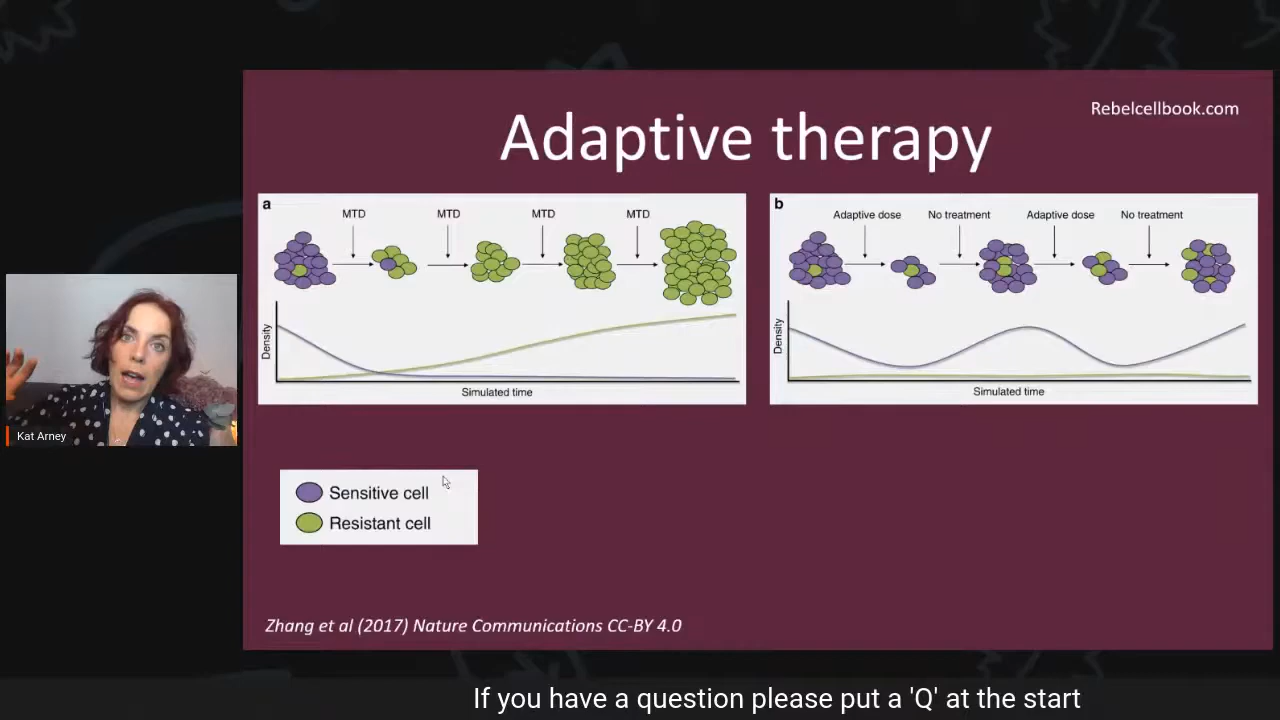 Rebelcellbook.com
Adaptive therapy
a
MTD MTD MTD MTD
Density
Simulated time
b
Adaptive dose No treatment Adaptive dose No treatment
Density
Simulated time
Kat Arney
Sensitive cell
Resistant cell
Zhang et al (2017) Nature Communications CC-BY 4.0
If you have a question please put a 'Q' at the start